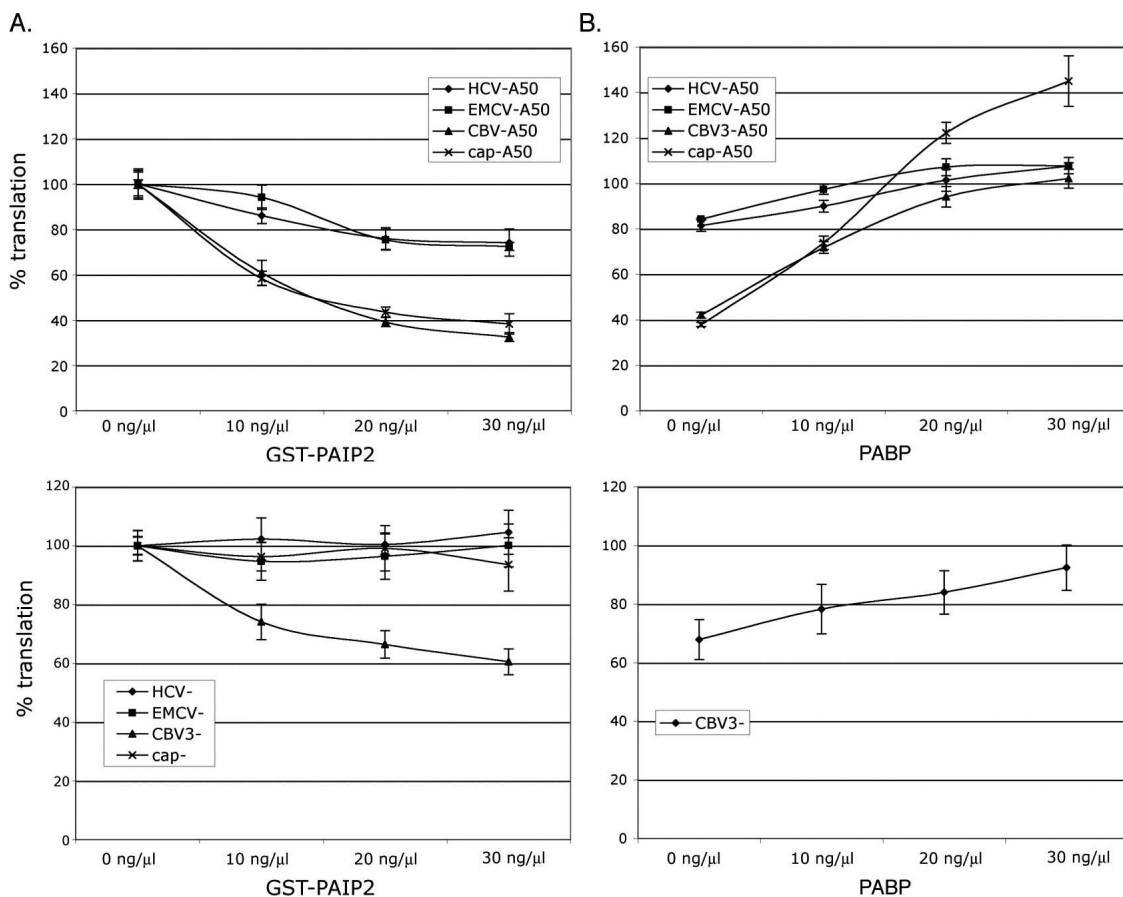 A.
160
140
120
100
80
60
40
20
0
% translation
HCV-A50
EMCV-A50
CBV-A50
cap-A50
0 ng/µl 10 ng/µl 20 ng/µl 30 ng/µl
GST-PAIP2
B.
160
140
120
100
80
60
40
20
0
HCV-A50
EMCV-A50
CBV3-A50
cap-A50
0 ng/µl 10 ng/µl 20 ng/µl 30 ng/µl
PABP
120
100
80
60
40
20
0
% translation
HCV-
EMCV-
CBV3-
cap-
0 ng/µl 10 ng/µl 20 ng/µl 30 ng/µl
GST-PAIP2
120
100
80
60
40
20
0
CBV3-
0 ng/µl 10 ng/µl 20 ng/µl 30 ng/µl
PABP